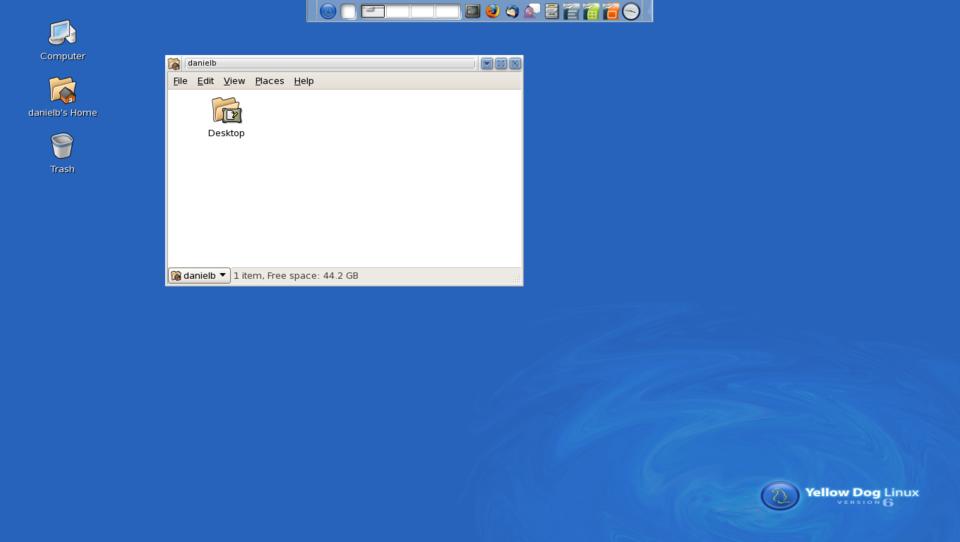 Computer
danielb's Home
Trash
danielb
File Edit View Places Help
Desktop
danielb 1 item, Free space: 44.2 GB
Yellow Dog Linux
VERSION 6